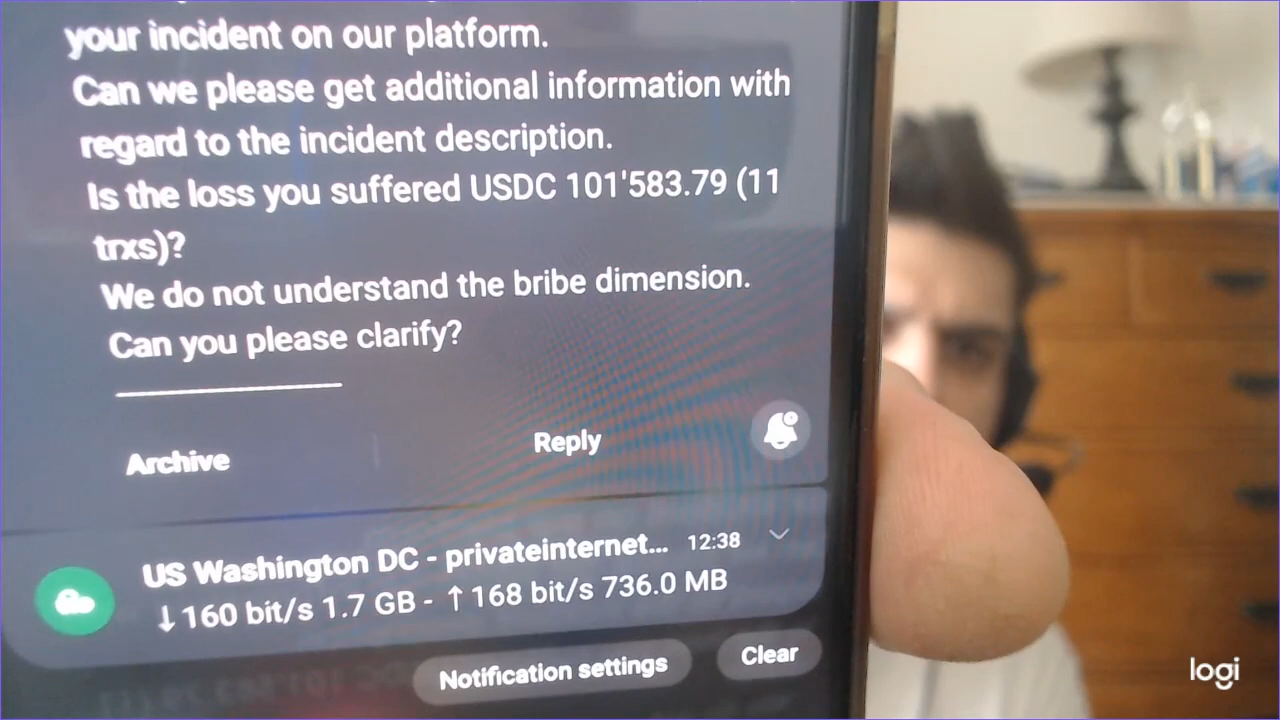 your incident on our platform.
Can we please get additional information with
regard to the incident description.
Is the loss you suffered USDC 101'583.79 (11
trxs)?
We do not understand the bribe dimension.
Can you please clarify?
Archive
Reply
US Washington DC - privateinternet... 12:38
↓ 160 bit/s 1.7 GB - ↑ 168 bit/s 736.0 MB
Notification settings
Clear
logi